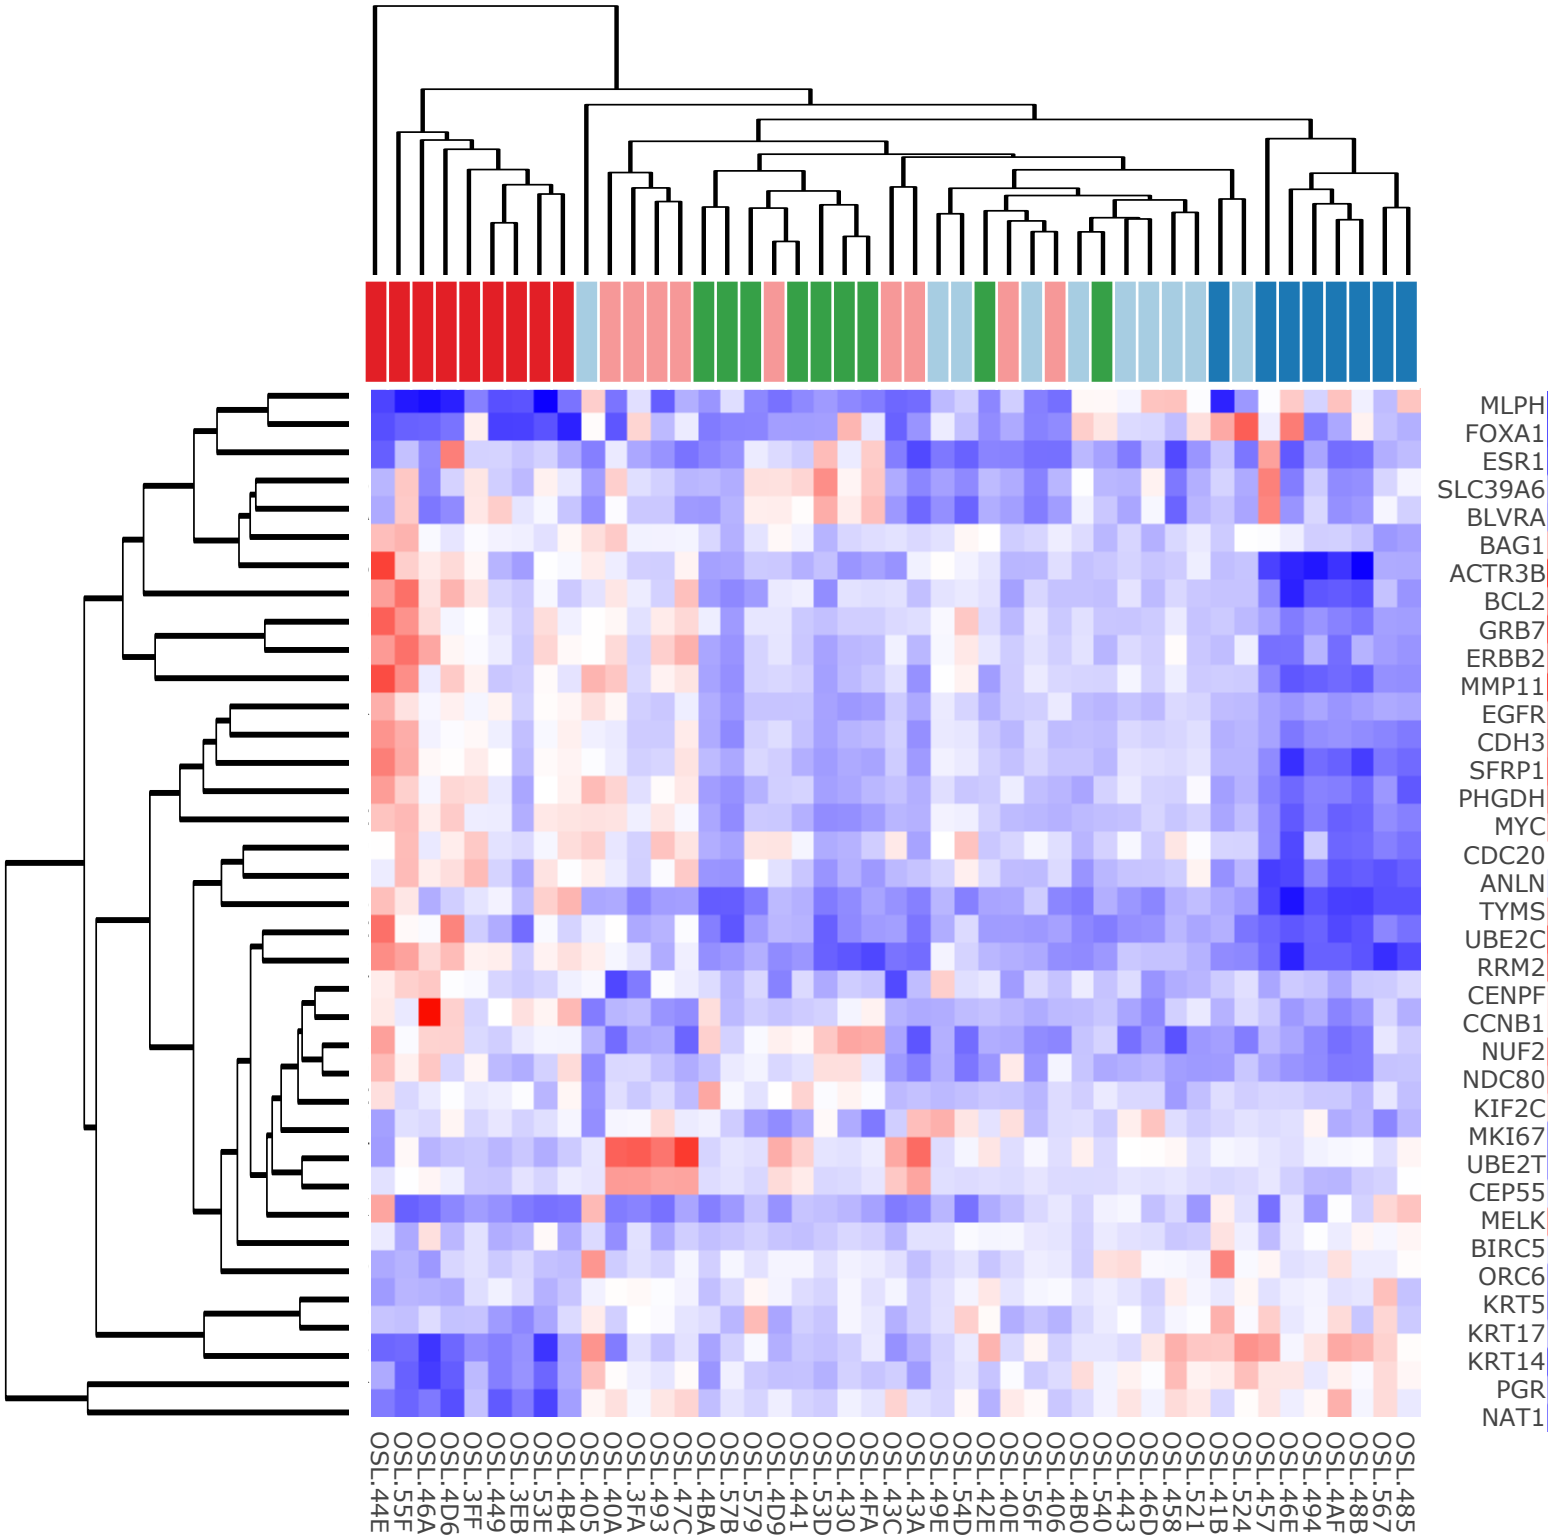 MLPH
FOXA1
ESR1
SLC39A6
BLVRA
BAG1
ACTR3B
BCL2
GRB7
ERBB2
MMP11
EGFR
CDH3
SFRP1
PHGDH
MYC
CDC20
ANLN
TYMS
UBE2C
RRM2
CENPF
CCNB1
NUF2
NDC80
KIF2C
MKI67
UBE2T
CEP55
MELK
BIRC5
ORC6
KRT5
KRT17
KRT14
PGR
NAT1
OSL.44E
OSL.55F
OSL.46A
OSL.4D6
OSL.3FF
OSL.449
OSL.3EB
OSL.53E
OSL.4B4
OSL.405
OSL.40A
OSL.3FA
OSL.493
OSL.47C
OSL.4BA
OSL.57B
OSL.579
OSL.4D9
OSL.441
OSL.53D
OSL.430
OSL.4FA
OSL.43C
OSL.43A
OSL.49E
OSL.54D
OSL.42E
OSL.40E
OSL.56F
OSL.406
OSL.4B0
OSL.540
OSL.443
OSL.46D
OSL.458
OSL.521
OSL.41B
OSL.524
OSL.457
OSL.46E
OSL.494
OSL.4AF
OSL.48B
OSL.567
OSL.485